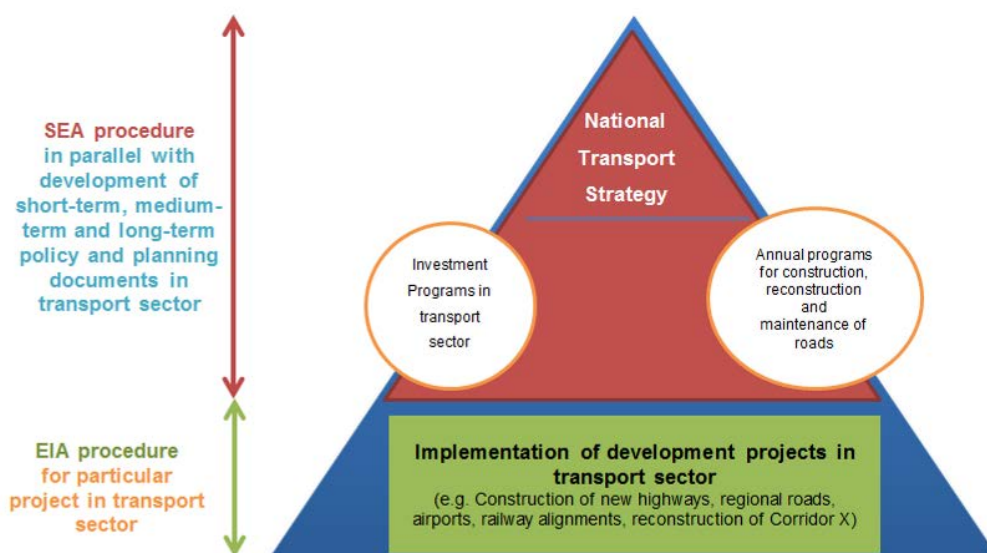 SEA procedure
in parallel with
development of
short-term, medium-
term and long-term
policy and planning
documents in
transport sector
National
Transport
Strategy
Investment
Programs in
transport
sector
Annual programs
for construction,
reconstruction
and
maintenance of
roads
EIA procedure
for particular
project in transport
sector
Implementation of development projects in
transport sector
(e.g. Construction of new highways, regional roads,
airports, railway alignments, reconstruction of Corridor X)